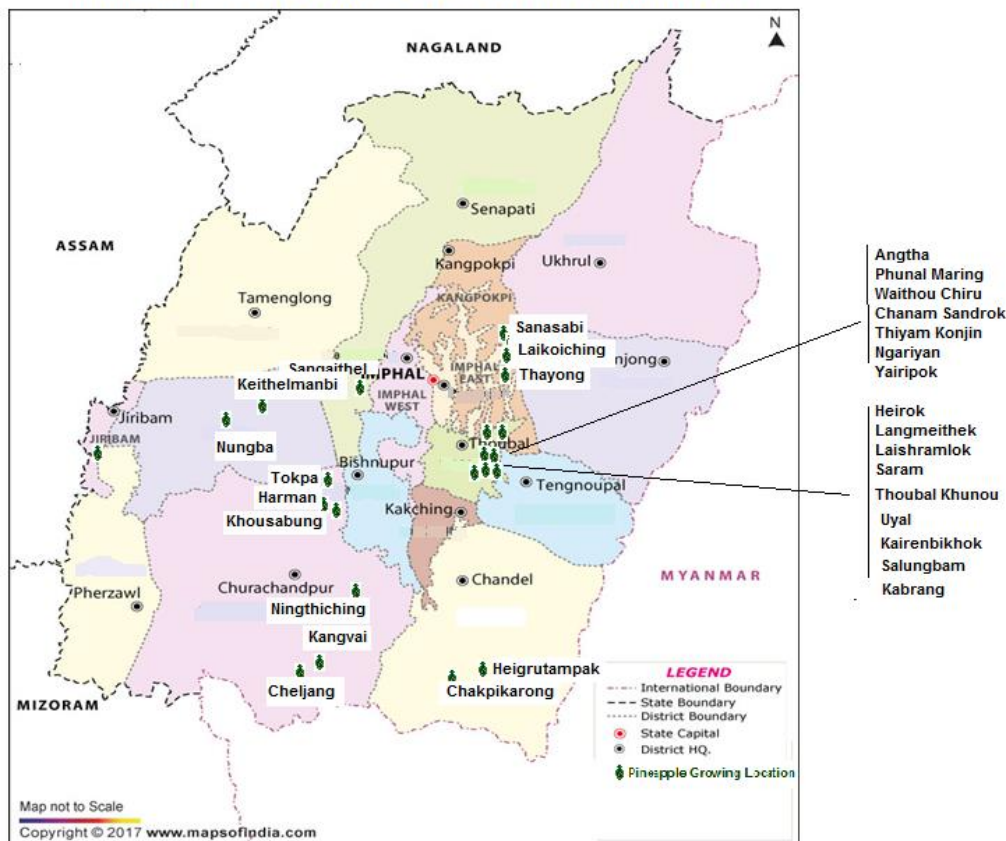 N
NAGALAND
Senapati
ASSAM
Kangpokpi
Ukhrul
KANGPOKPI
Tamenglong
Sanasabi
Laikoiching
njong
Sangaithel
IMPHAL
IMPHAL
EAST
Thayong
Keithelmanbi
IMPHAL
WEST
Jiribam
JIRIBAM
Nungba
Thoubal
Bishnupur
Tokpa
Tengnoupal
Harman
Kakching
Khousabung
Churachandpur
Chandel
MYANMAR
Pherzawl
Ningthiching
Kangvai
Heigrutampak
Cheljang
Chakpikarong
MIZORAM
Angtha
Phunal Maring
Waithou Chiru
Chanam Sandrok
Thiyam Konjin
Ngariyan
Yairipok
Heirok
Langmeithek
Laishramlok
Saram
Thoubal Khunou
Uyal
Kairenbikhok
Salungbam
Kabrang
LEGEND
International Boundary
State Boundary
District Boundary
State Capital
District HQ.
Pineapple Growing Location
Map not to Scale
Copyright © 2017 www.mapsofindia.com